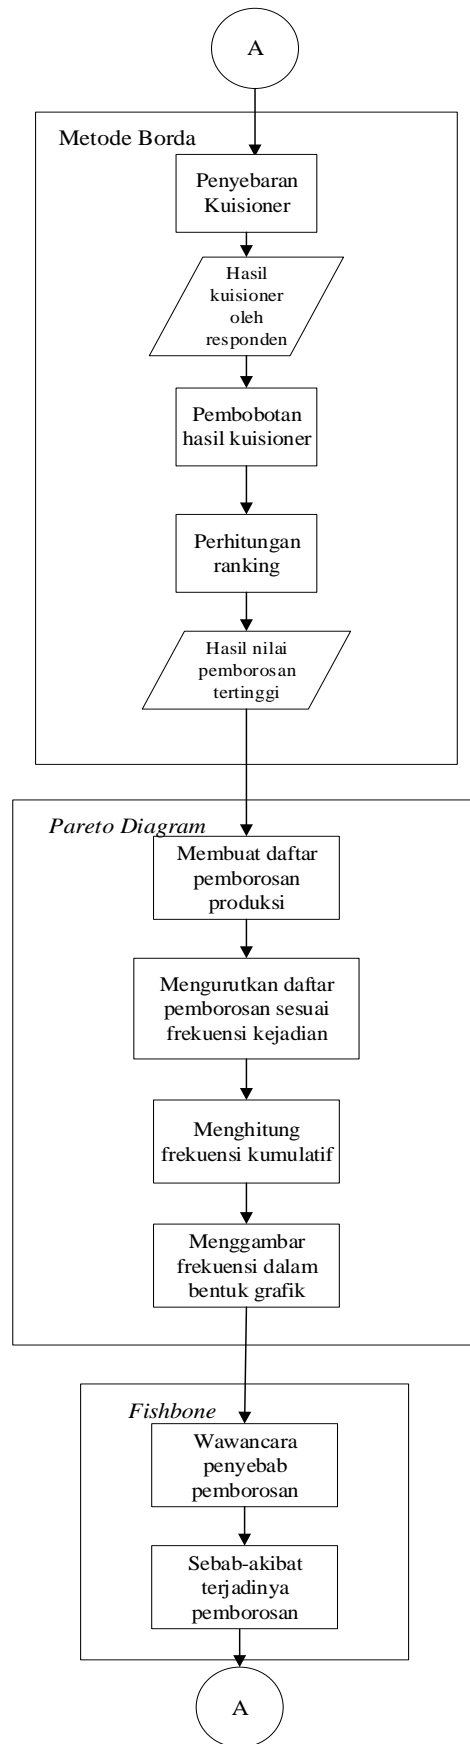 A
Metode Borda
Penyebaran
Kuisioner
Hasil
kuisioner
oleh
responden
Pembobotan
hasil kuisioner
Perhitungan
ranking
Hasil nilai
pemborosan
tertinggi
Pareto Diagram
Membuat daftar
pemborosan
produksi
Mengurutkan daftar
pemborosan sesuai
frekuensi kejadian
Menghitung
frekuensi kumulatif
Menggambar
frekuensi dalam
bentuk grafik
Fishbone
Wawancara
penyebab
pemborosan
Sebab-akibat
terjadinya
pemborosan
A